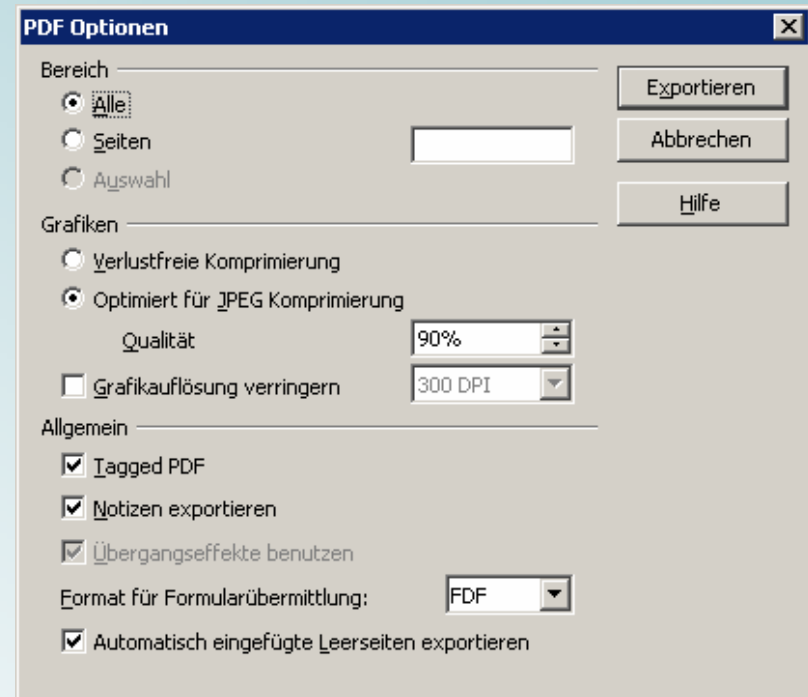 PDF Optionen
Bereich
Alle
Seiten
Auswahl
Exportieren
Abbrechen
Hilfe
Grafiken
Verlustfreie Komprimierung
Optimiert für JPEG Komprimierung
Qualität 90%
Grafikauflösung verringern 300 DPI
Allgemein
Tagged PDF
Notizen exportieren
Übergangseffekte benutzen
Format für Formularübermittlung: FDF
Automatisch eingefügte Leerseiten exportieren